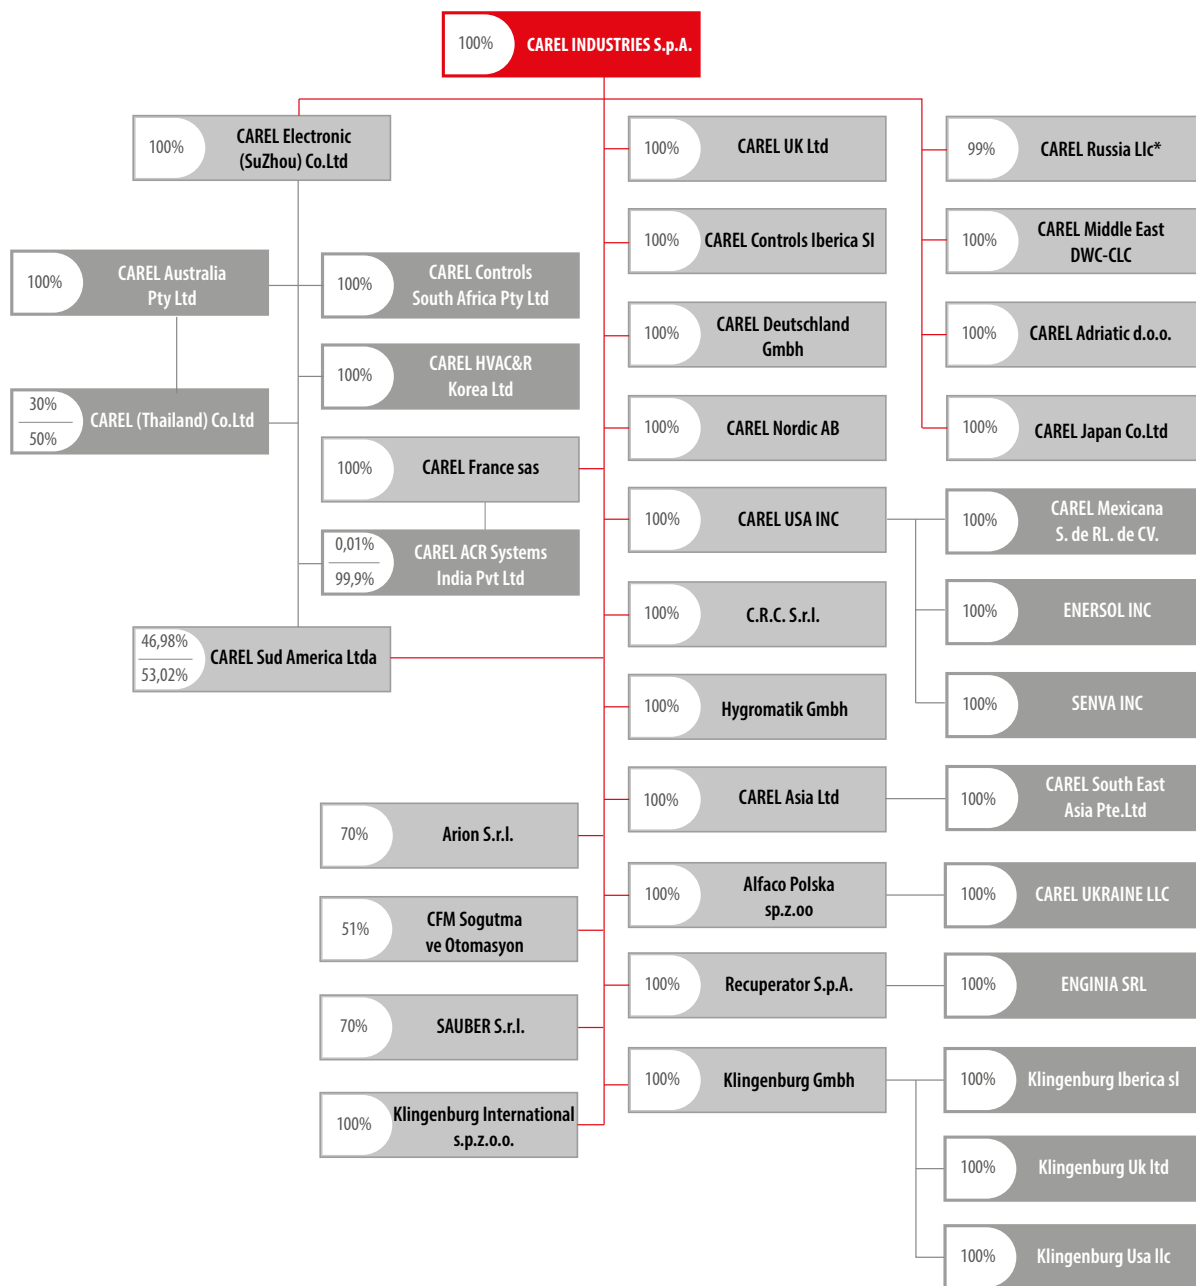 100%
CAREL INDUSTRIES S.p.A.
100%
CAREL Electronic
(SuZhou) Co.Ltd
100%
CAREL Australia
Pty Ltd
100%
CAREL Controls
South Africa Pty Ltd
100%
CAREL HVAC&R
Korea Ltd
30%
50%
CAREL (Thailand) Co.Ltd
100%
CAREL France sas
0,01%
99,9%
CAREL ACR Systems
India Pvt Ltd
46,98%
53,02%
CAREL Sud America Ltda
70%
Arion S.r.l.
51%
CFM Sogutma
ve Otomasyon
70%
SAUBER S.r.l.
100%
Klingenburg International
s.p.z.o.o.
100%
CAREL UK Ltd
100%
CAREL Controls Iberica Sl
100%
CAREL Deutschland
Gmbh
100%
CAREL Nordic AB
100%
CAREL USA INC
100%
C.R.C. S.r.l.
100%
Hygromatik Gmbh
100%
CAREL Asia Ltd
100%
Alfaco Polska
sp.z.oo
100%
Recuperator S.p.A.
100%
Klingenburg Gmbh
99%
CAREL Russia Llc*
100%
CAREL Middle East
DWC-CLC
100%
CAREL Adriatic d.o.o.
100%
CAREL Japan Co.Ltd
100%
CAREL Mexicana
S. de RL. de CV.
100%
ENERSOL INC
100%
SENVA INC
100%
CAREL South East
Asia Pte.Ltd
100%
CAREL UKRAINE LLC
100%
ENGINIA SRL
100%
Klingenburg Iberica sl
100%
Klingenburg Uk ltd
100%
Klingenburg Usa llc